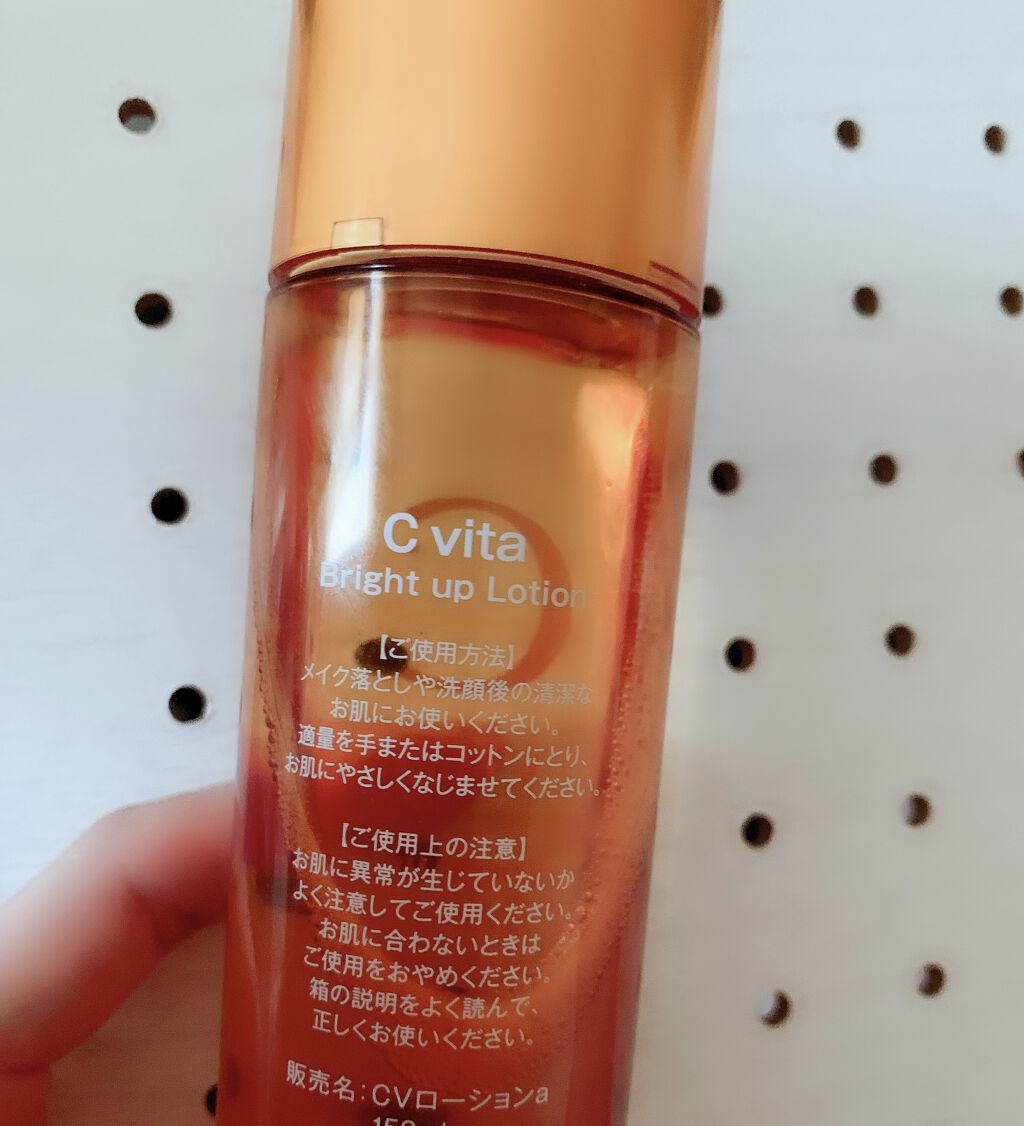 C vita
Bright up Lotion
【ご使用方法】
メイク落としや洗顔後の清潔な
お肌にお使いください。
適量を手またはコットンにとり、
お肌にやさしくなじませてください。
【ご使用上の注意】
お肌に異常が生じていないか
よく注意してご使用ください。
お肌に合わないときは
ご使用をおやめください。
箱の説明をよく読んで、
正しくお使いください。
販売名：CVローションa